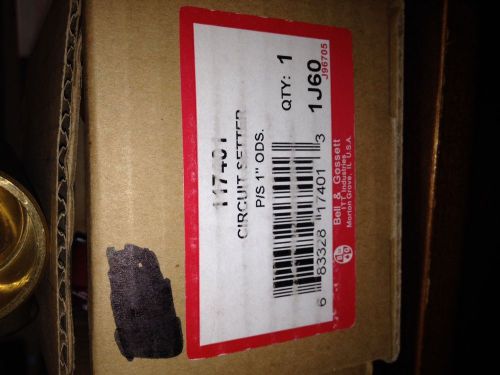 117401
CIRCUIT SETTER
P/S 1" ODS.
QTY: 1
1J60
6 83328 17401 3
J96705
Bell & Gossett
ITT Industries
Morton Grove, IL U.S.A.